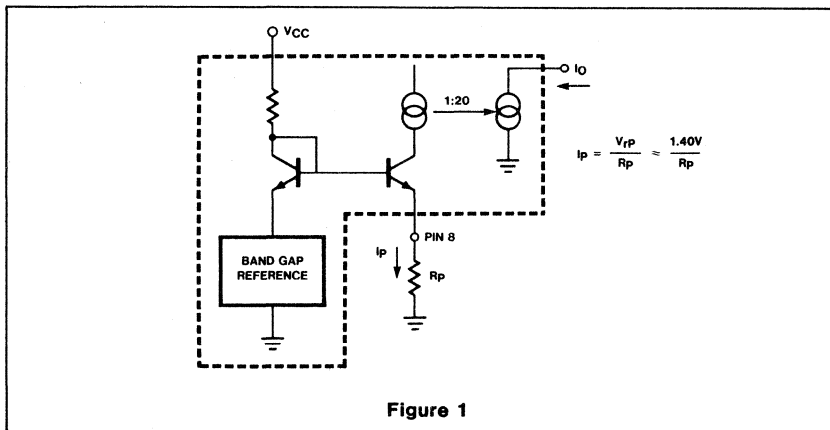 VCC
IO
1:20
IP = VrP / RP ≈ 1.40V / RP
PIN 8
IP
RP
BAND GAP
REFERENCE
Figure 1